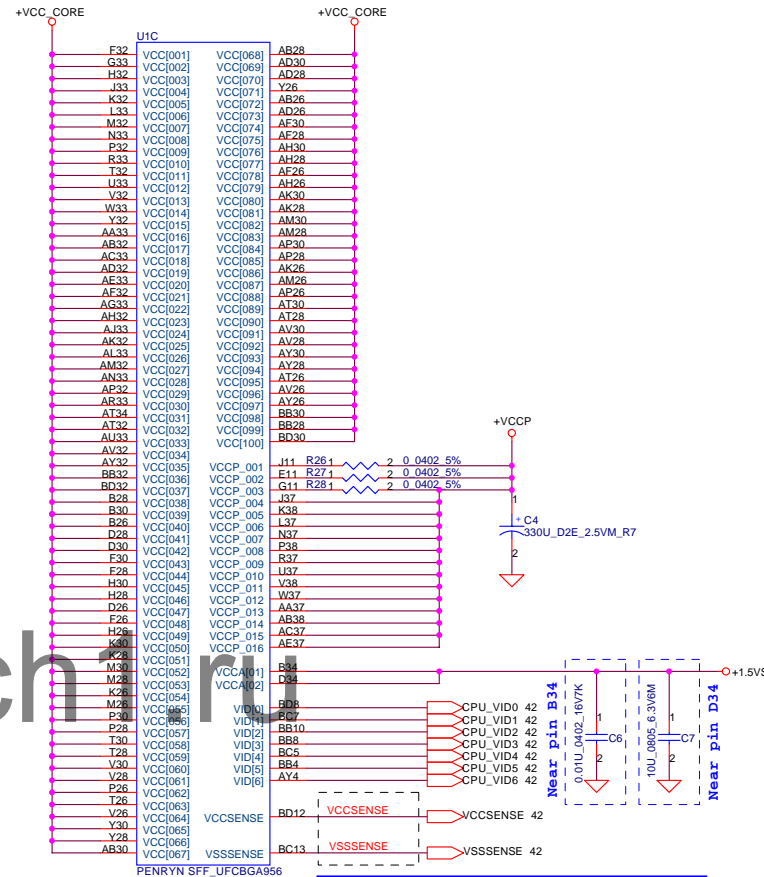 +VCC_CORE +VCC_CORE
U1C
F32 VCC[001] VCC[068] AB28
G33 VCC[002] VCC[069] AD30
H32 VCC[003] VCC[070] AD28
J33 VCC[004] VCC[071] Y26
K32 VCC[005] VCC[072] AB26
L33 VCC[006] VCC[073] AD26
M32 VCC[007] VCC[074] AF30
N33 VCC[008] VCC[075] AF28
P32 VCC[009] VCC[076] AH30
R33 VCC[010] VCC[077] AH28
T32 VCC[011] VCC[078] AF26
U33 VCC[012] VCC[079] AH26
V32 VCC[013] VCC[080] AK30
W33 VCC[014] VCC[081] AK28
Y32 VCC[015] VCC[082] AM30
AA33 VCC[016] VCC[083] AM28
AB32 VCC[017] VCC[084] AP30
AC33 VCC[018] VCC[085] AP28
AD32 VCC[019] VCC[086] AK26
AE33 VCC[020] VCC[087] AM26
AF32 VCC[021] VCC[088] AP26
AG33 VCC[022] VCC[089] AT30
AH32 VCC[023] VCC[090] AT28
AJ33 VCC[024] VCC[091] AV30
AK32 VCC[025] VCC[092] AV28
AL33 VCC[026] VCC[093] AY30
AM32 VCC[027] VCC[094] AY28
AN33 VCC[028] VCC[095] AT26
AP32 VCC[029] VCC[096] AV26
AR33 VCC[030] VCC[097] AY26
AT34 VCC[031] VCC[098] BB30
AT32 VCC[032] VCC[099] BB28
AU33 VCC[033] VCC[100] BD30
AV32 VCC[034]
+VCCP
AY32 VCC[035] VCCP_001 J11 R26 1 2 0_0402_5%
BB32 VCC[036] VCCP_002 E11 R27 1 2 0_0402_5%
BD32 VCC[037] VCCP_003 G11 R28 1 2 0_0402_5%
B28 VCC[038] VCCP_004 J37
B30 VCC[039] VCCP_005 K38
B26 VCC[040] VCCP_006 L37
D28 VCC[041] VCCP_007 N37
D30 VCC[042] VCCP_008 P38
F30 VCC[043] VCCP_009 R37
F28 VCC[044] VCCP_010 U37
H30 VCC[045] VCCP_011 V38
H28 VCC[046] VCCP_012 W37
D26 VCC[047] VCCP_013 AA37
F26 VCC[048] VCCP_014 AB38
H26 VCC[049] VCCP_015 AC37
K30 VCC[050] VCCP_016 AE37
1
+ C4
330U_D2E_2.5VM_R7
2
K28 VCC[051]
M30 VCC[052] VCCA[01] B34
M28 VCC[053] VCCA[02] D34
+1.5VS
K26 VCC[054]
M26 VCC[055] VID[0] BD8 CPU_VID0 42
P30 VCC[056] VID[1] BC7 CPU_VID1 42
P28 VCC[057] VID[2] BB10 CPU_VID2 42
T30 VCC[058] VID[3] BB8 CPU_VID3 42
T28 VCC[059] VID[4] BC5 CPU_VID4 42
V30 VCC[060] VID[5] BB4 CPU_VID5 42
V28 VCC[061] VID[6] AY4 CPU_VID6 42
P26 VCC[062]
T26 VCC[063]
V26 VCC[064] VCCSENSE BD12 VCCSENSE VCCSENSE 42
Y30 VCC[065]
Y28 VCC[066]
AB30 VCC[067] VSSSENSE BC13 VSSSENSE VSSSENSE 42
PENRYN SFF_UFCBGA956
Near pin B34
0.01U_0402_16V7K
1
C6
2
10U_0805_6.3V6M
1
C7
2
Near pin D34
ch1.ru